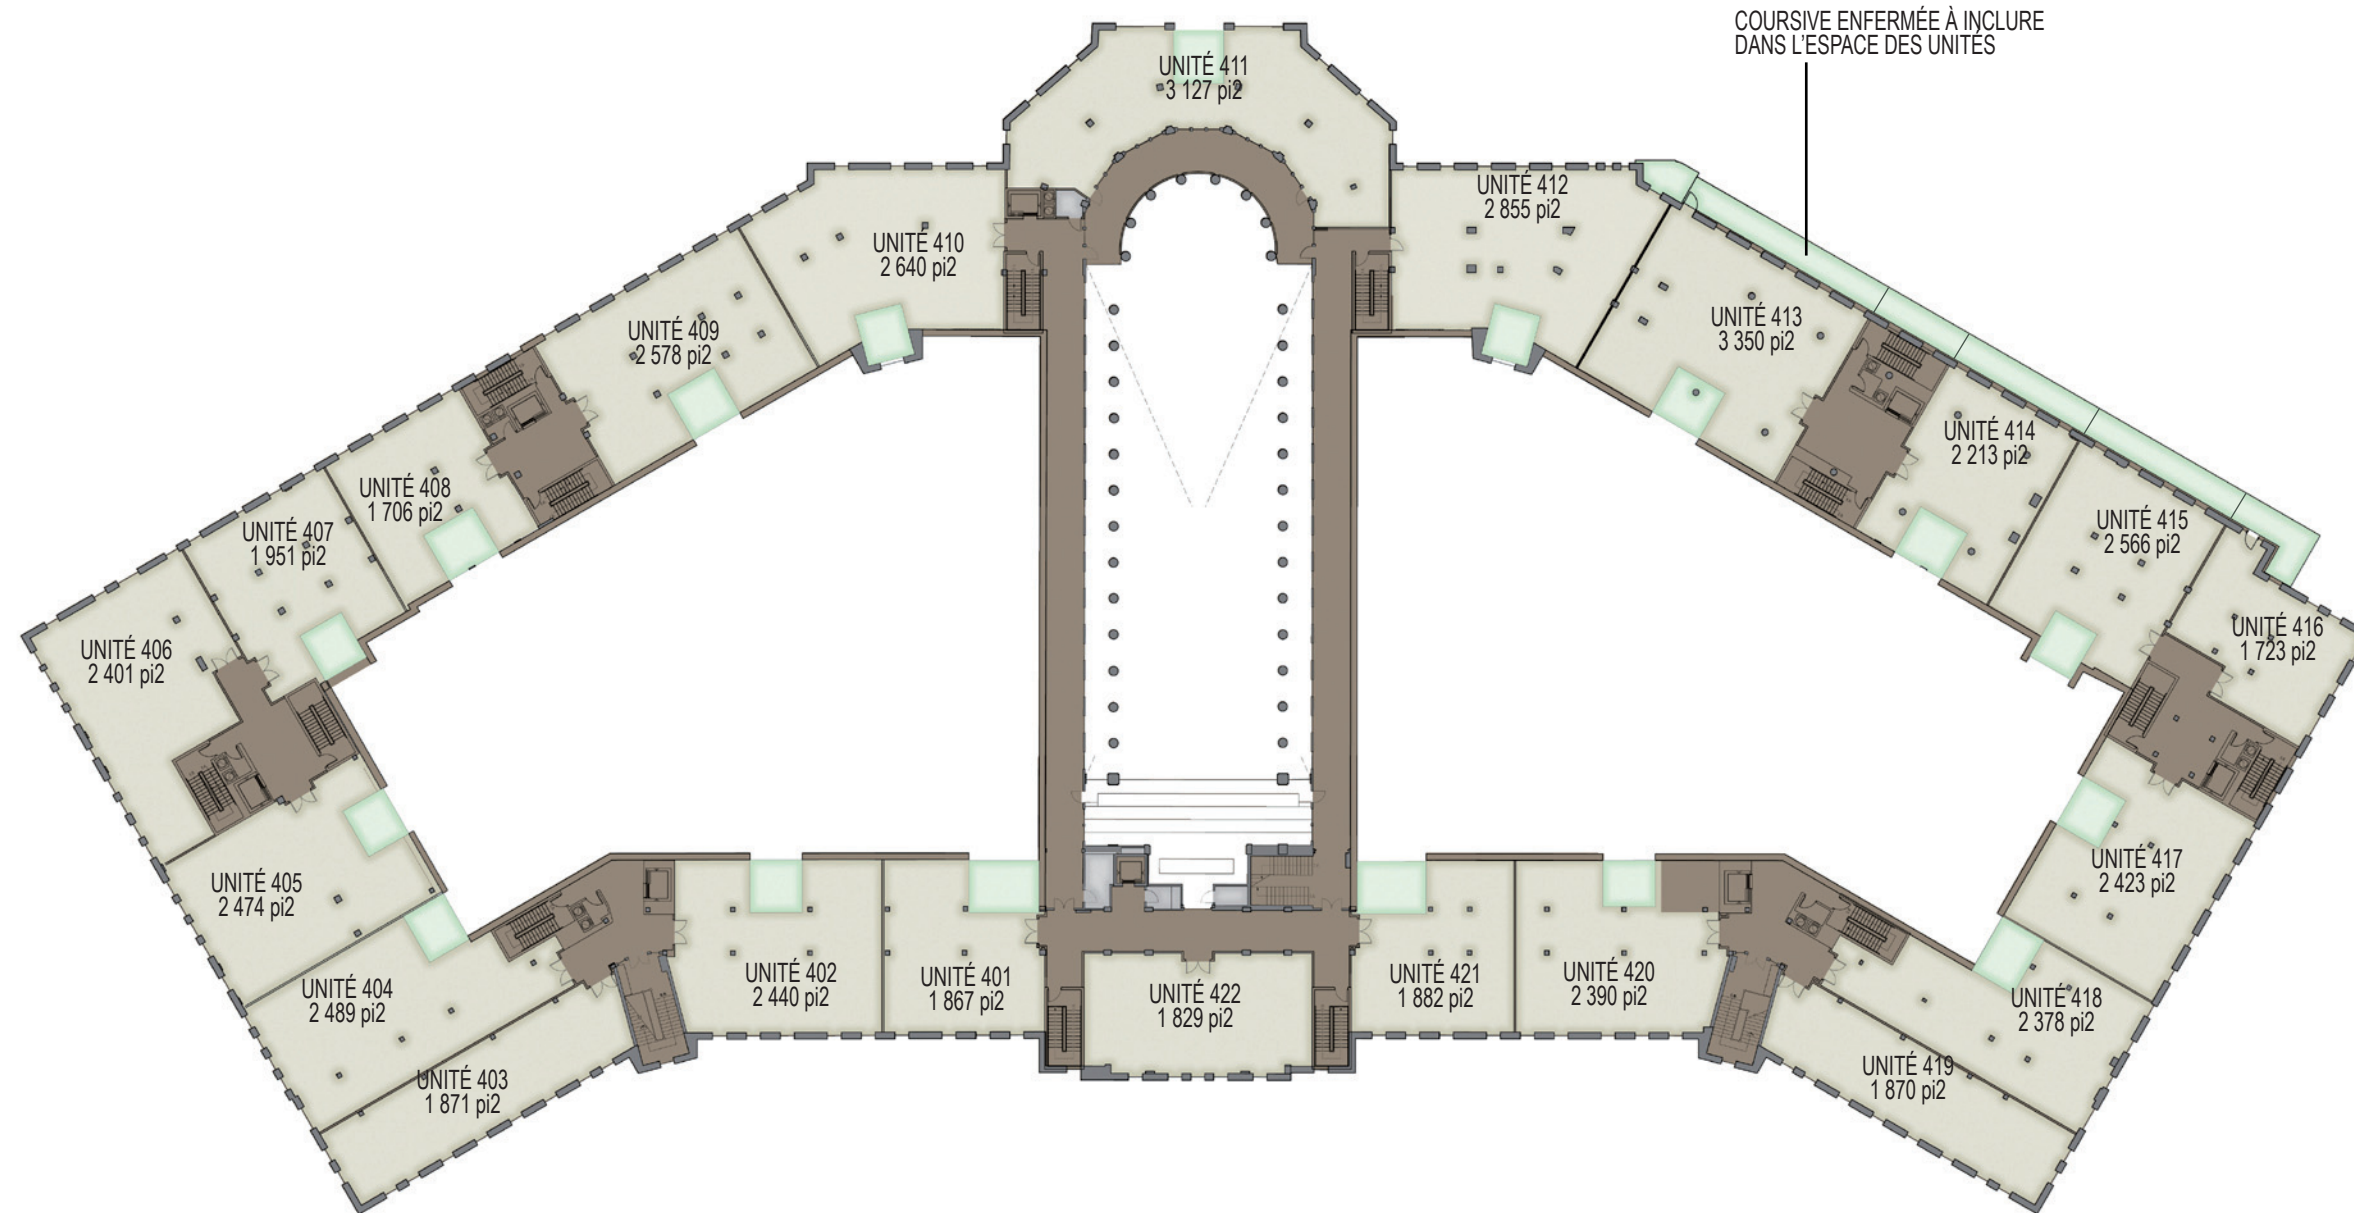 COURSIVE ENFERMÉE À INCLURE
DANS L'ESPACE DES UNITÉS
UNITÉ 411
3 127 pi2
UNITÉ 412
2 855 pi2
UNITÉ 410
2 640 pi2
UNITÉ 409
2 578 pi2
UNITÉ 413
3 350 pi2
UNITÉ 414
2 213 pi2
UNITÉ 408
1 706 pi2
UNITÉ 407
1 951 pi2
UNITÉ 415
2 566 pi2
UNITÉ 406
2 401 pi2
UNITÉ 416
1 723 pi2
UNITÉ 405
2 474 pi2
UNITÉ 417
2 423 pi2
UNITÉ 404
2 489 pi2
UNITÉ 402
2 440 pi2
UNITÉ 401
1 867 pi2
UNITÉ 422
1 829 pi2
UNITÉ 421
1 882 pi2
UNITÉ 420
2 390 pi2
UNITÉ 418
2 378 pi2
UNITÉ 403
1 871 pi2
UNITÉ 419
1 870 pi2